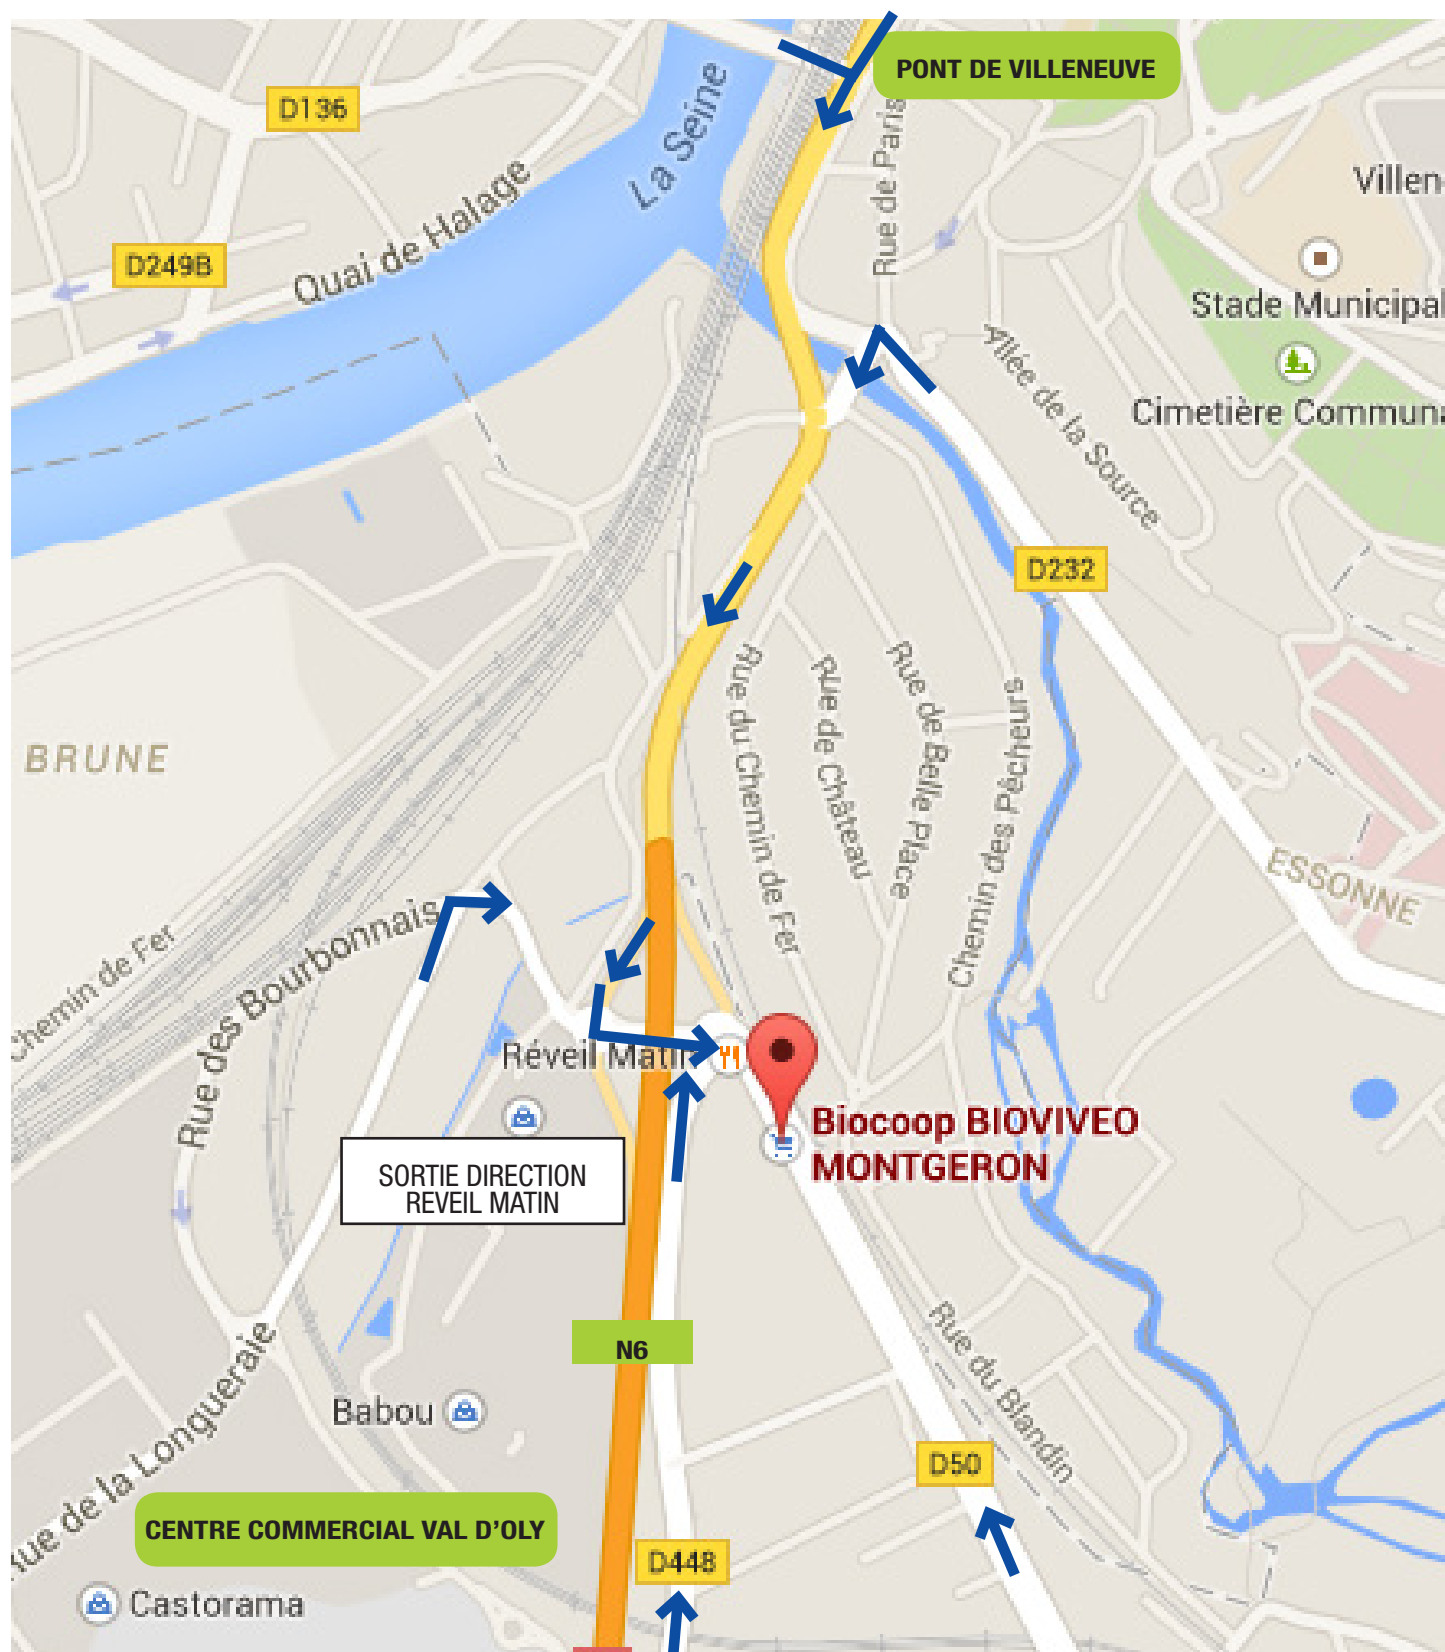 PONT DE VILLENEUVE
D136
La Seine
Rue de Paris
Villen
Quai de Halage
D249B
Stade Municipal
Allée de la Source
Cimetière Communa
D232
Rue du Chemin de Fer
Rue de Château
Rue de Belle Place
Chemin des Pêcheurs
BRUNE
ESSONNE
Chemin de Fer
Rue des Bourbonnais
Réveil Matin
Biocoop BIOVIVEO
MONTGERON
SORTIE DIRECTION
REVEIL MATIN
N6
Rue du Blandin
Babou
D50
nue de la Longueraie
CENTRE COMMERCIAL VAL D’OLY
D448
Castorama